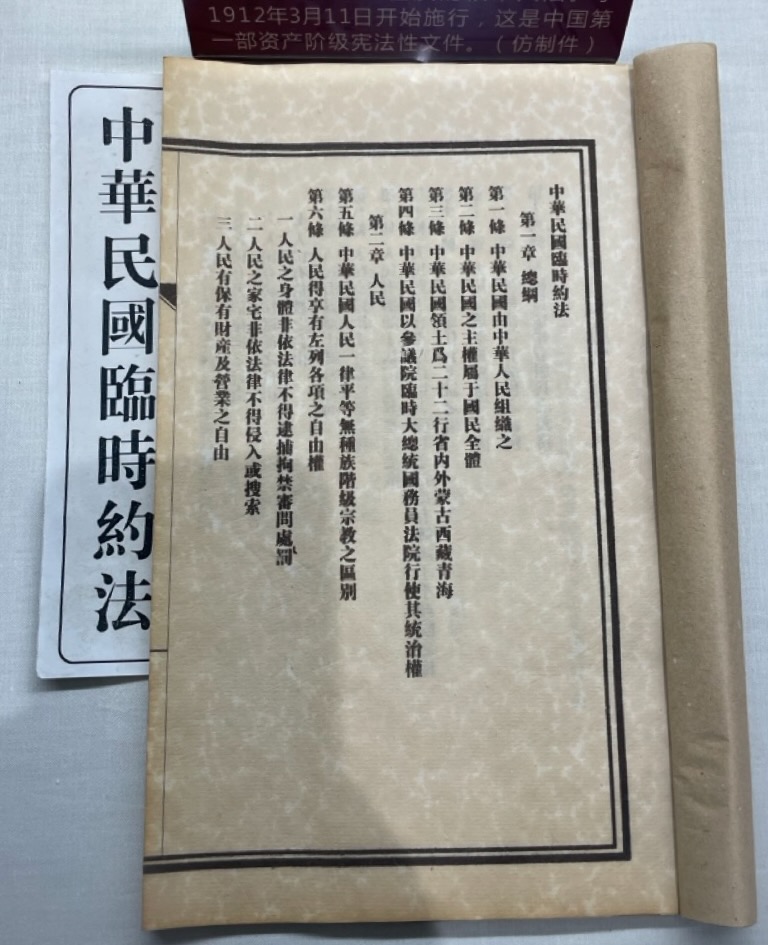 1912年3月11日开始施行，这是中国第
一部资产阶级宪法性文件。（仿制件）
中華民國臨時約法
中華民國臨時約法
第一章 總綱
第一條 中華民國由中華人民組織之
第二條 中華民國之主權屬于國民全體
第三條 中華民國領土爲二十二行省內外蒙古西藏青海
第四條 中華民國以參議院臨時大總統國務員法院行使其統治權
第二章 人民
第五條 中華民國人民一律平等無種族階級宗教之區別
第六條 人民得享有左列各項之自由權
一 人民之身體非依法律不得逮捕拘禁審問處罰
二 人民之家宅非依法律不得侵入或搜索
三 人民有保有財產及營業之自由